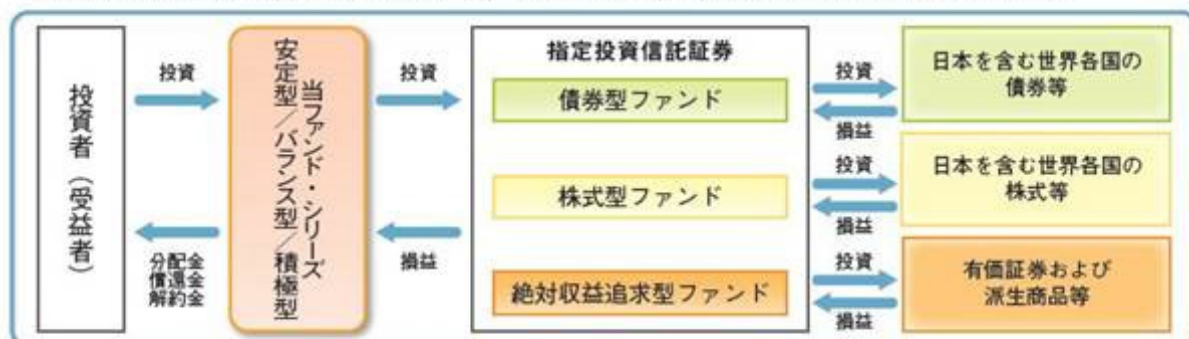 投資者（受益者）
投資
分配金
償還金
解約金
当ファンド・シリーズ
安定型／バランス型／積極型
投資
損益
指定投資信託証券
債券型ファンド
株式型ファンド
絶対収益追求型ファンド
投資
損益
投資
損益
投資
損益
日本を含む世界各国の
債券等
日本を含む世界各国の
株式等
有価証券および
派生商品等